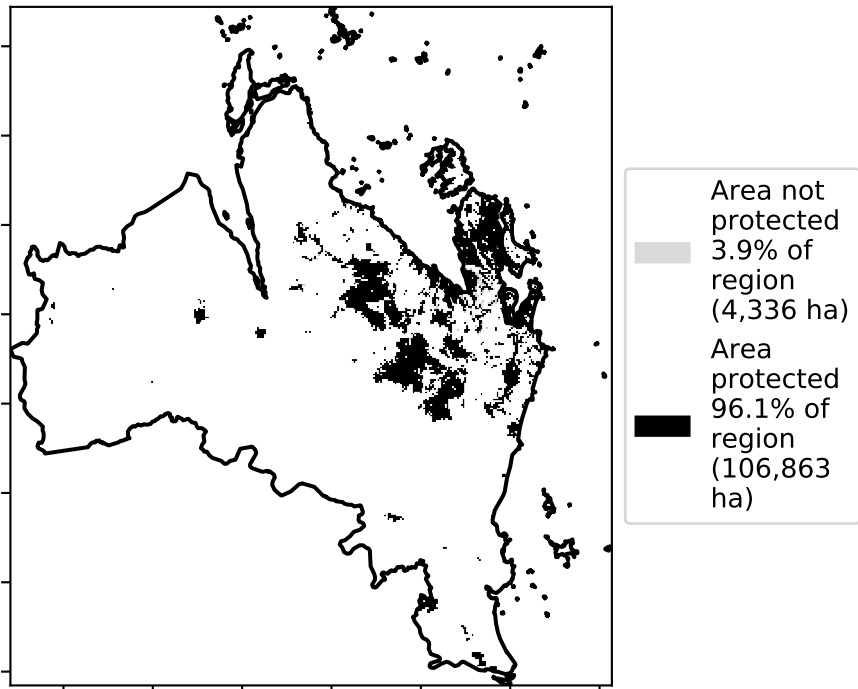 Area not
protected
3.9% of
region
(4,336 ha)
Area
protected
96.1% of
region
(106,863
ha)